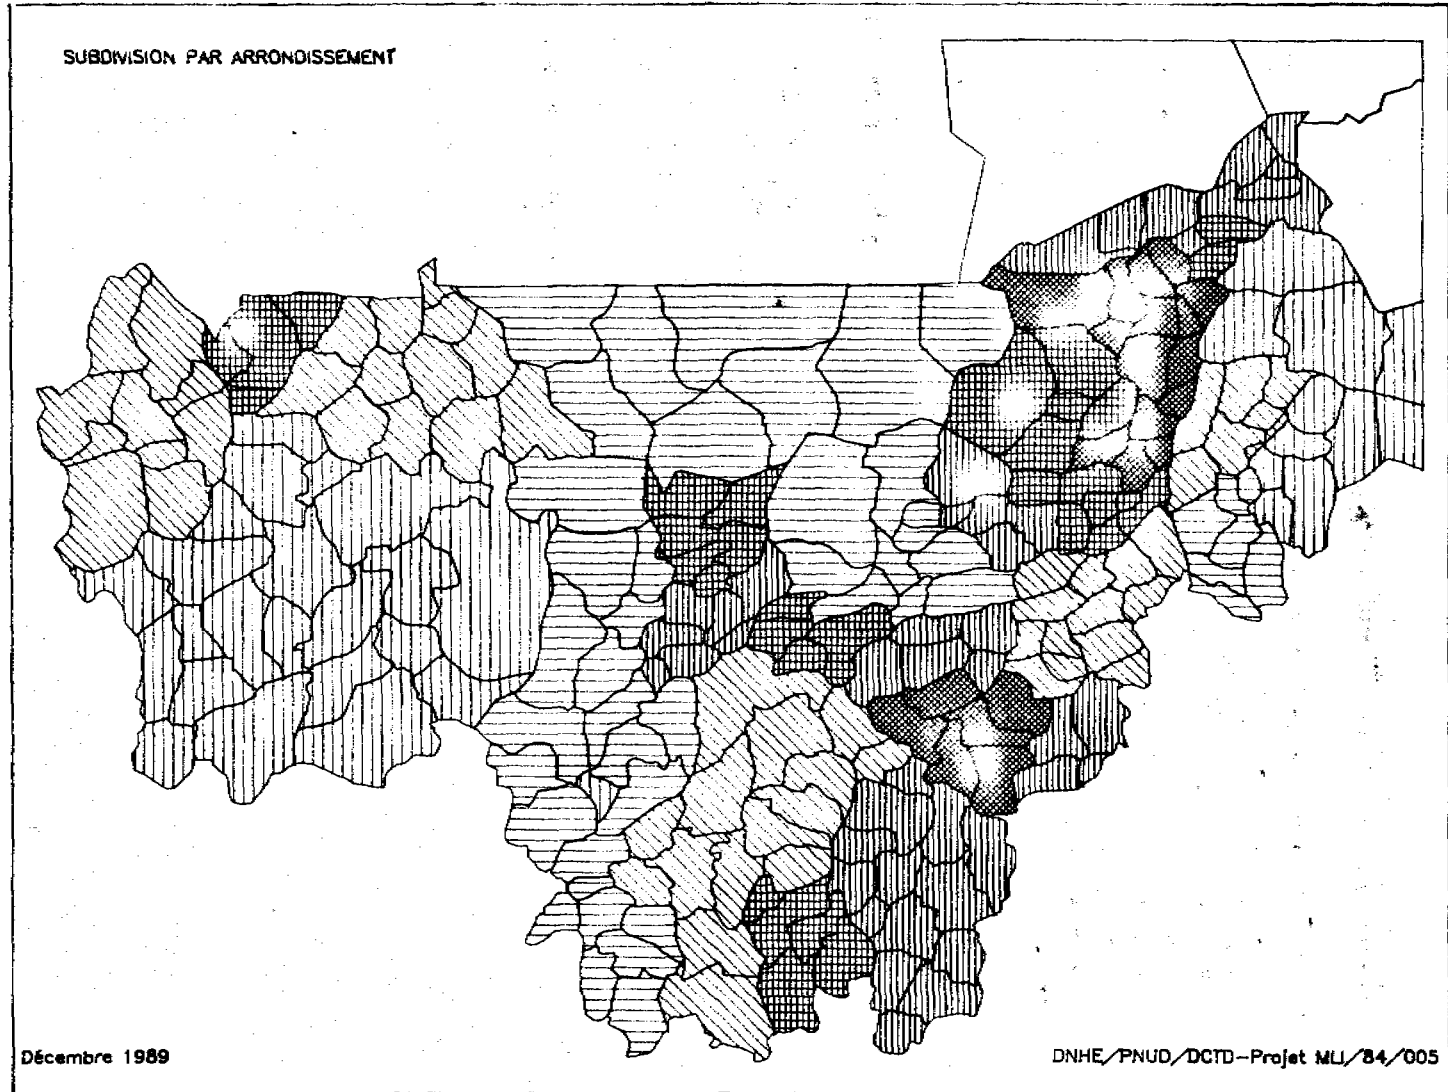 SUBDIVISION PAR ARRONDISSEMENT
Décembre 1989
DNHE/PNUD/DCTD-Projet MLI/84/005